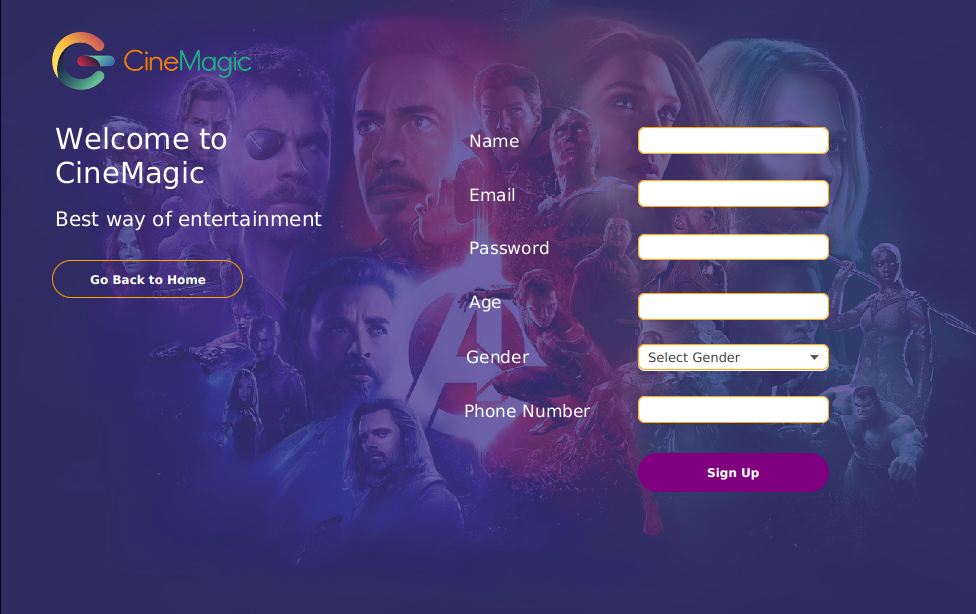 CineMagic
Welcome to
CineMagic
Best way of entertainment
Go Back to Home
Name
Email
Password
Age
Gender
Select Gender
Phone Number
Sign Up